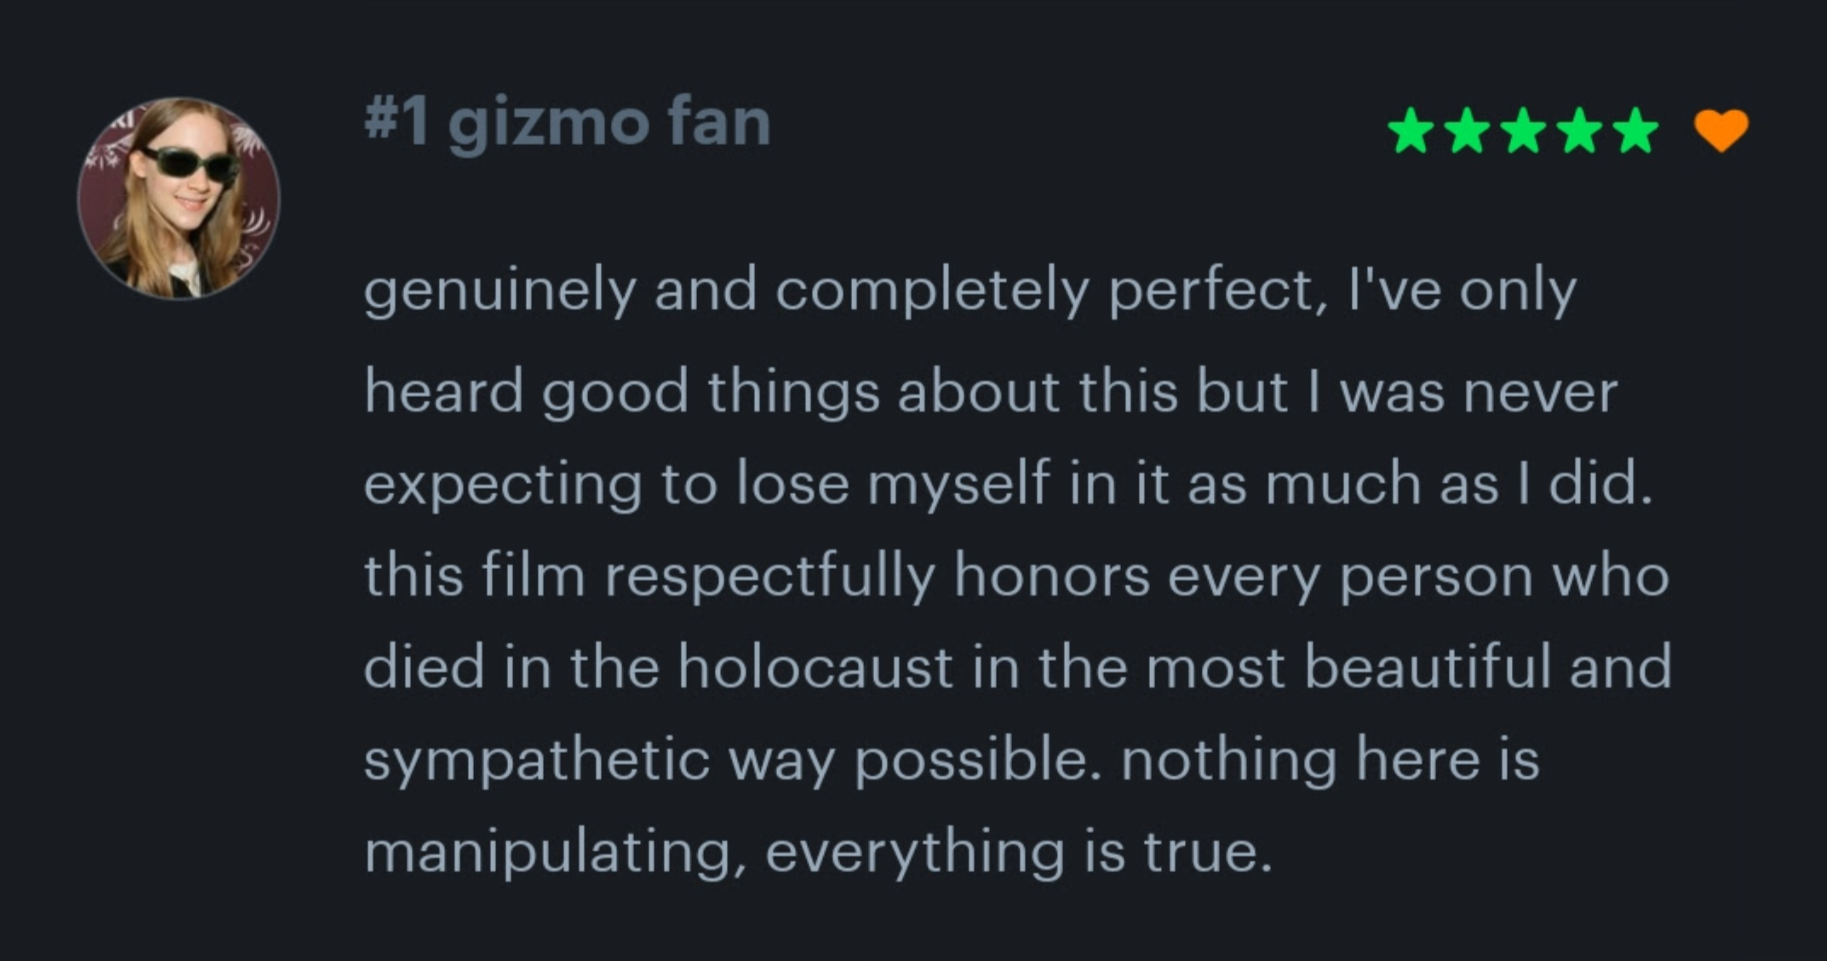 #1 gizmo fan
genuinely and completely perfect, I've only
heard good things about this but I was never
expecting to lose myself in it as much as I did.
this film respectfully honors every person who
died in the holocaust in the most beautiful and
sympathetic way possible. nothing here is
manipulating, everything is true.